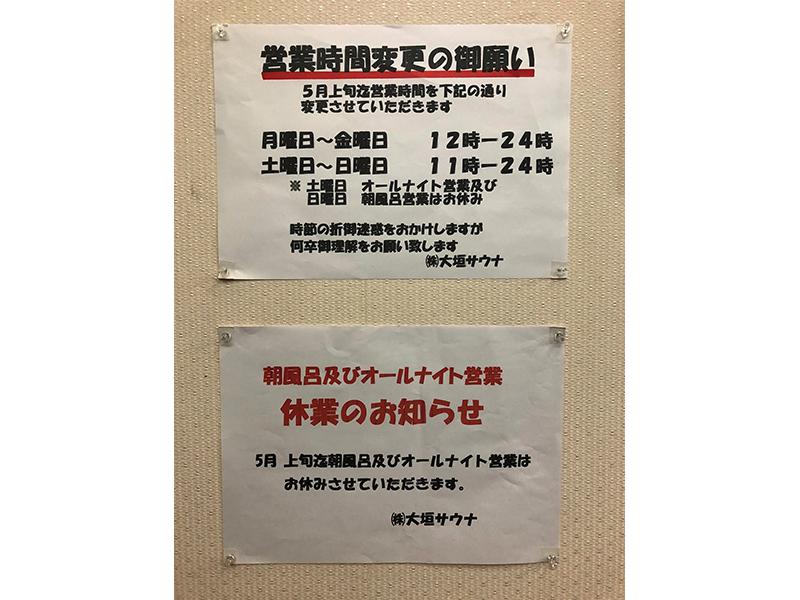 営業時間変更の御願い
5月上旬迄営業時間を下記の通り
変更させていただきます
月曜日～金曜日　12時ー24時
土曜日～日曜日　11時ー24時
※ 土曜日　オールナイト営業及び
日曜日　朝風呂営業はお休み
時節の折御迷惑をおかけしますが
何卒御理解をお願い致します
㈱大垣サウナ
朝風呂及びオールナイト営業
休業のお知らせ
5月 上旬迄朝風呂及びオールナイト営業は
お休みさせていただきます。
㈱大垣サウナ